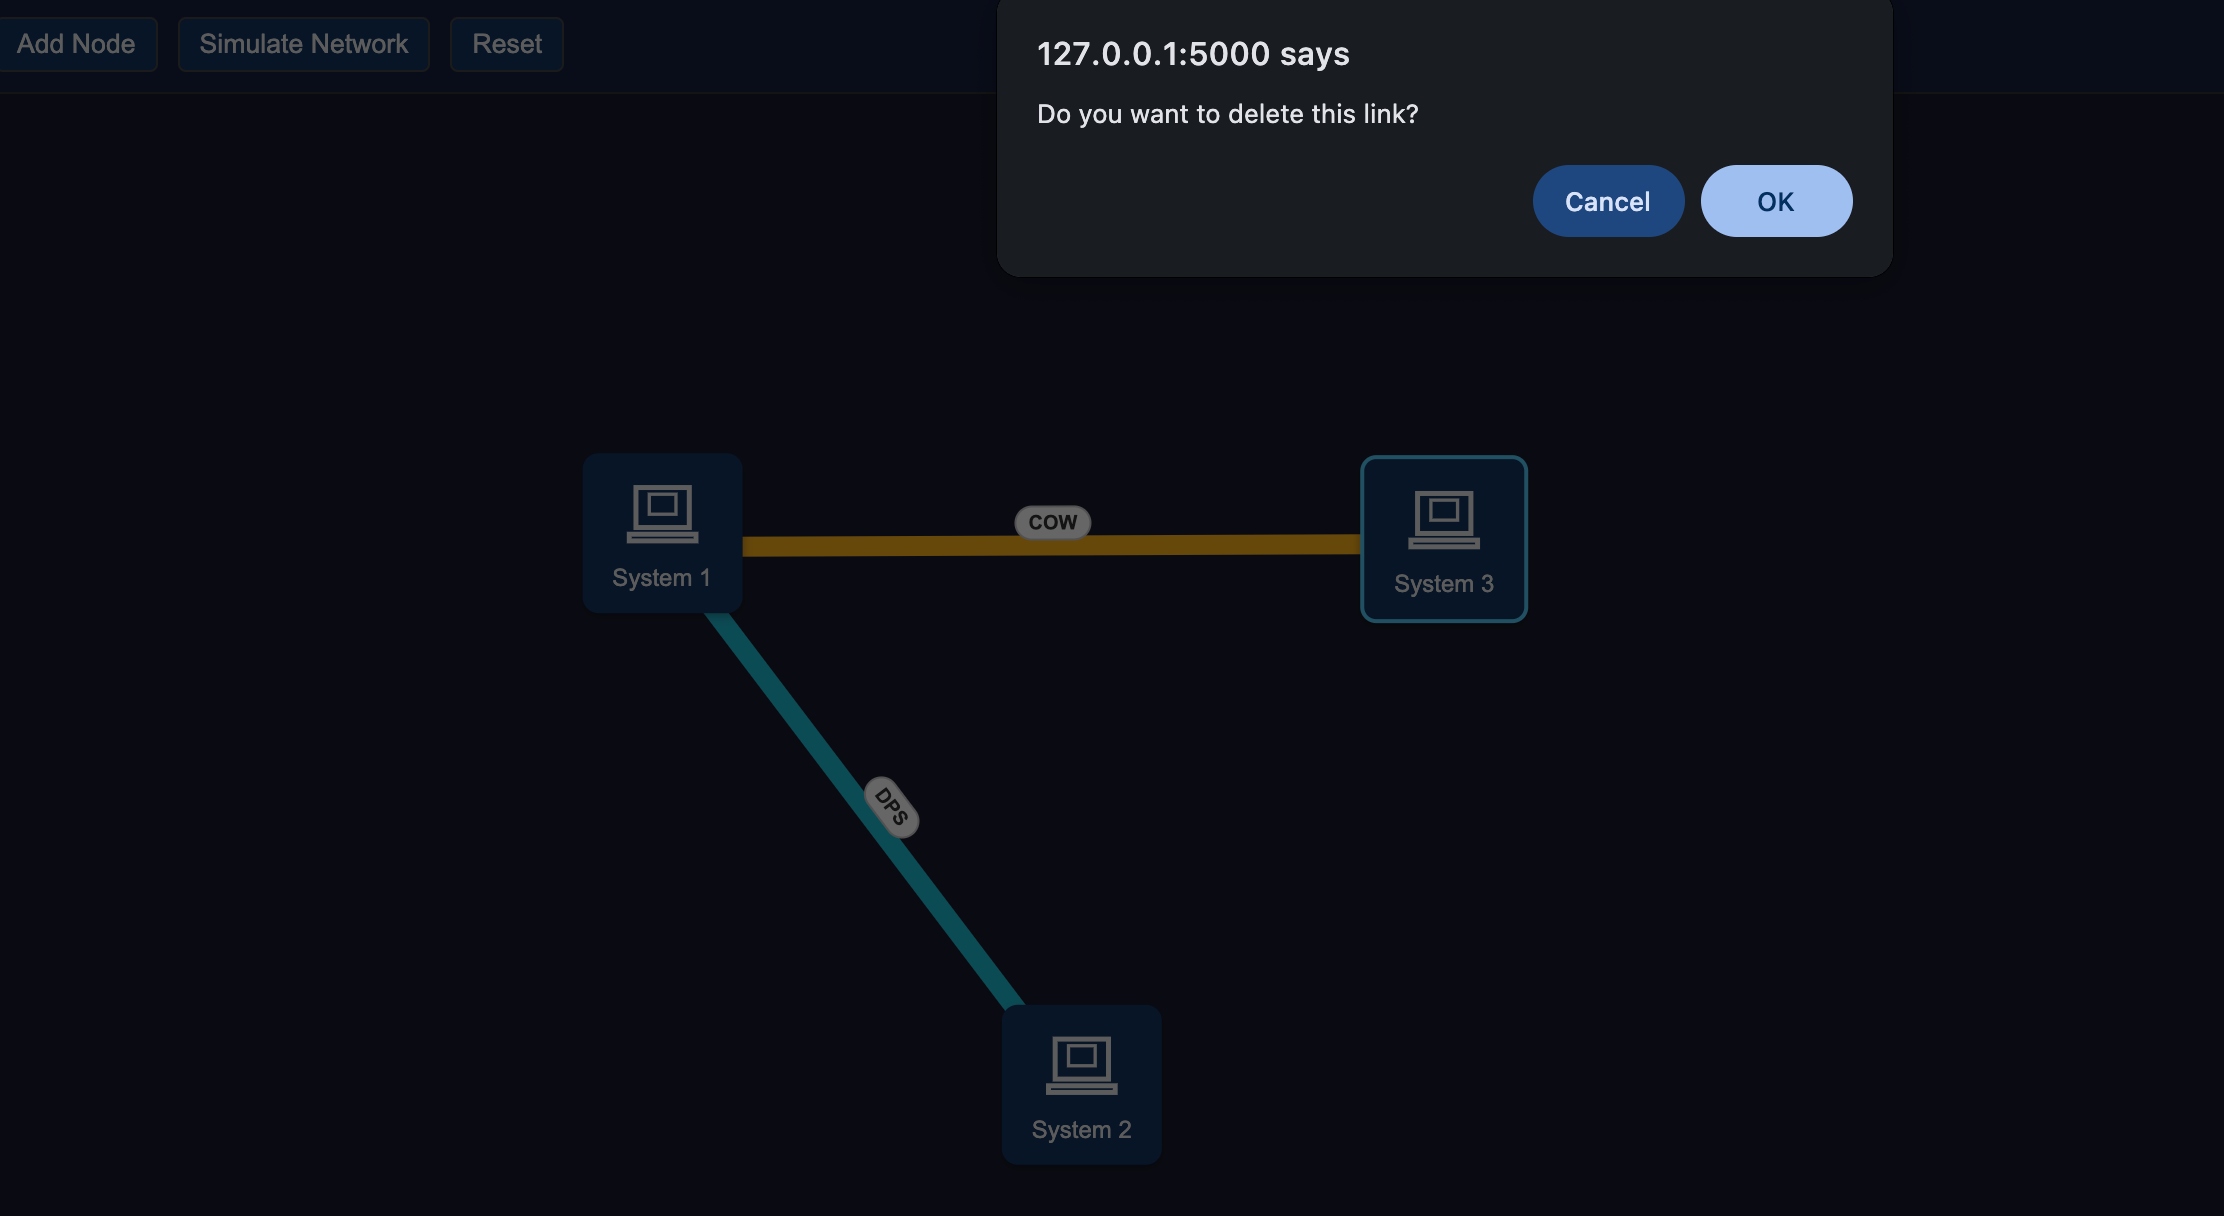 Add Node
Simulate Network
Reset
127.0.0.1:5000 says
Do you want to delete this link?
Cancel
OK
System 1
COW
System 3
DPS
System 2